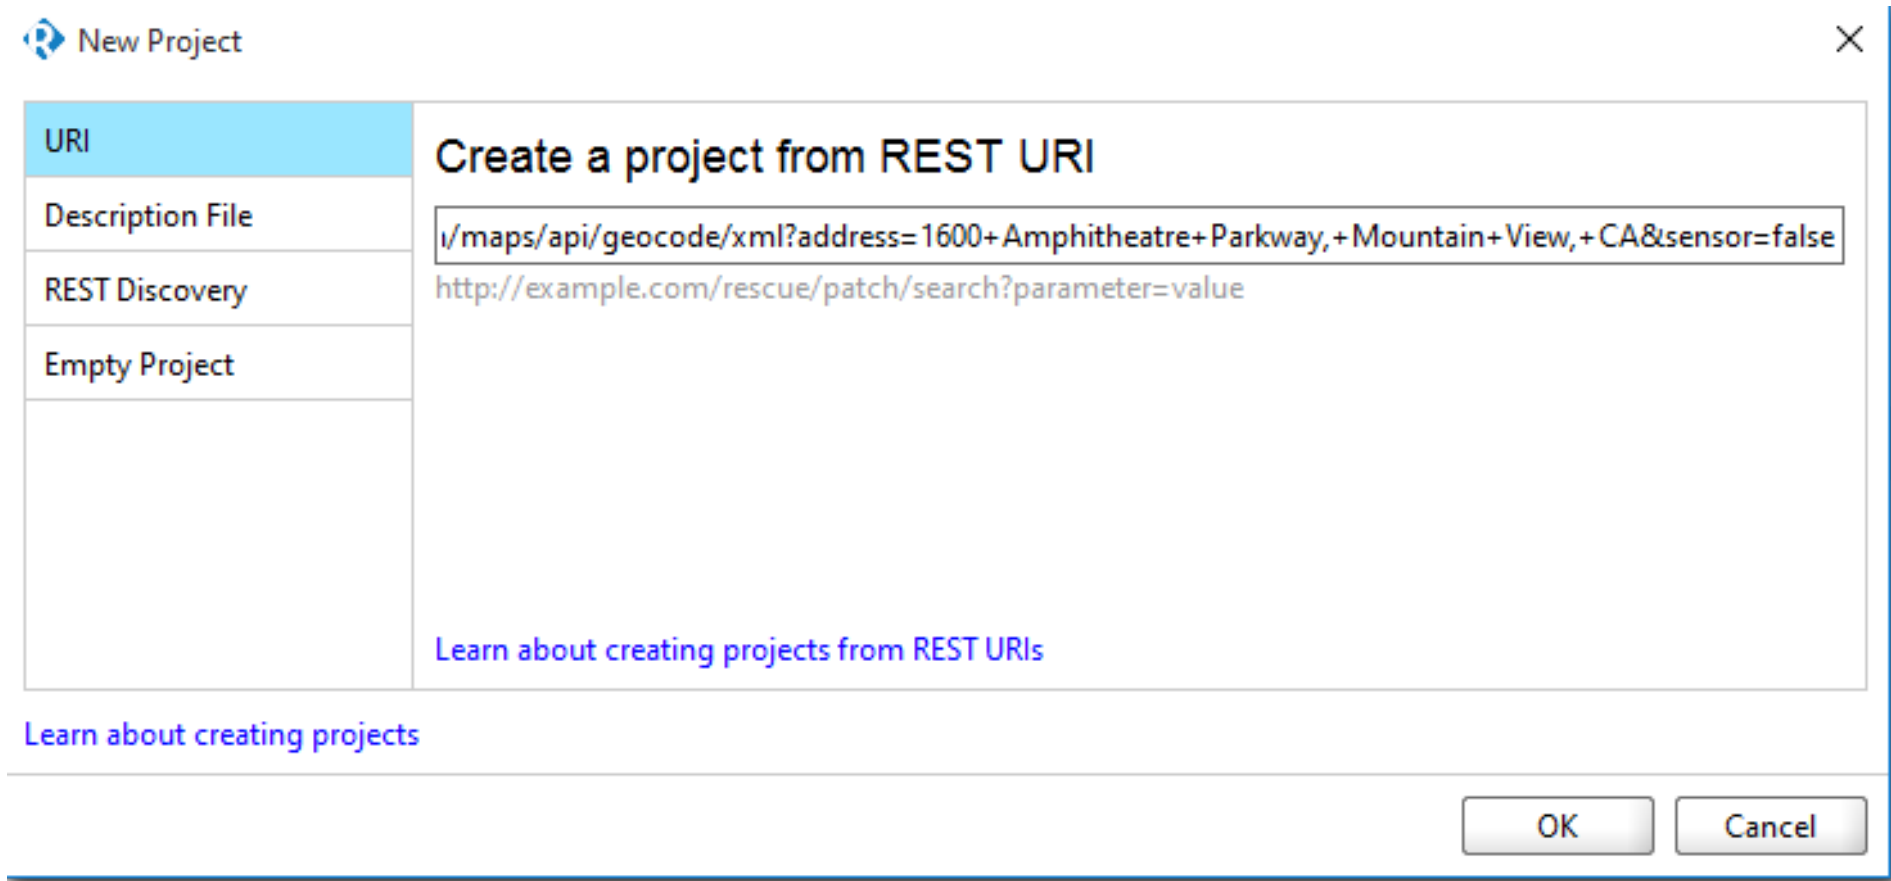 New Project
URI
Description File
REST Discovery
Empty Project
Create a project from REST URI
/maps/api/geocode/xml?address=1600+Amphitheatre+Parkway,+Mountain+View,+CA&sensor=false
http://example.com/rescue/patch/search?parameter=value
Learn about creating projects from REST URIs
Learn about creating projects
OK
Cancel